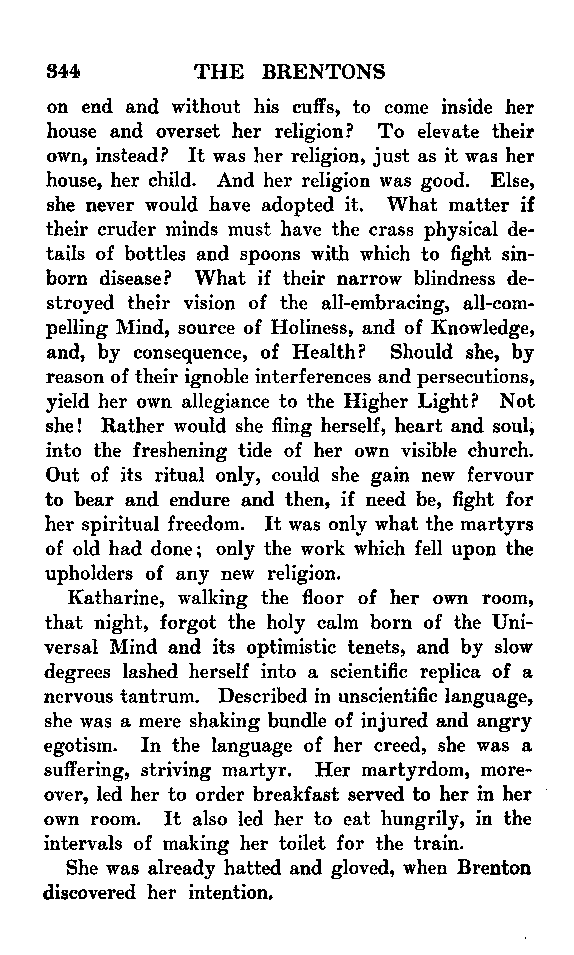 344 THE BRENTONS
on end and without his cuffs, to come inside her
house and overset her religion? To elevate their
own, instead? It was her religion, just as it was her
house, her child. And her religion was good. Else,
she never would have adopted it. What matter if
their cruder minds must have the crass physical de-
tails of bottles and spoons with which to fight sin-
born disease? What if their narrow blindness de-
stroyed their vision of the all-embracing, all-com-
pelling Mind, source of Holiness, and of Knowledge,
and, by consequence, of Health? Should she, by
reason of their ignoble interferences and persecutions,
yield her own allegiance to the Higher Light? Not
she! Rather would she fling herself, heart and soul,
into the freshening tide of her own visible church.
Out of its ritual only, could she gain new fervour
to bear and endure and then, if need be, fight for
her spiritual freedom. It was only what the martyrs
of old had done; only the work which fell upon the
upholders of any new religion.
Katharine, walking the floor of her own room,
that night, forgot the holy calm born of the Uni-
versal Mind and its optimistic tenets, and by slow
degrees lashed herself into a scientific replica of a
nervous tantrum. Described in unscientific language,
she was a mere shaking bundle of injured and angry
egotism. In the language of her creed, she was a
suffering, striving martyr. Her martyrdom, more-
over, led her to order breakfast served to her in her
own room. It also led her to eat hungrily, in the
intervals of making her toilet for the train.
She was already hatted and gloved, when Brenton
discovered her intention.